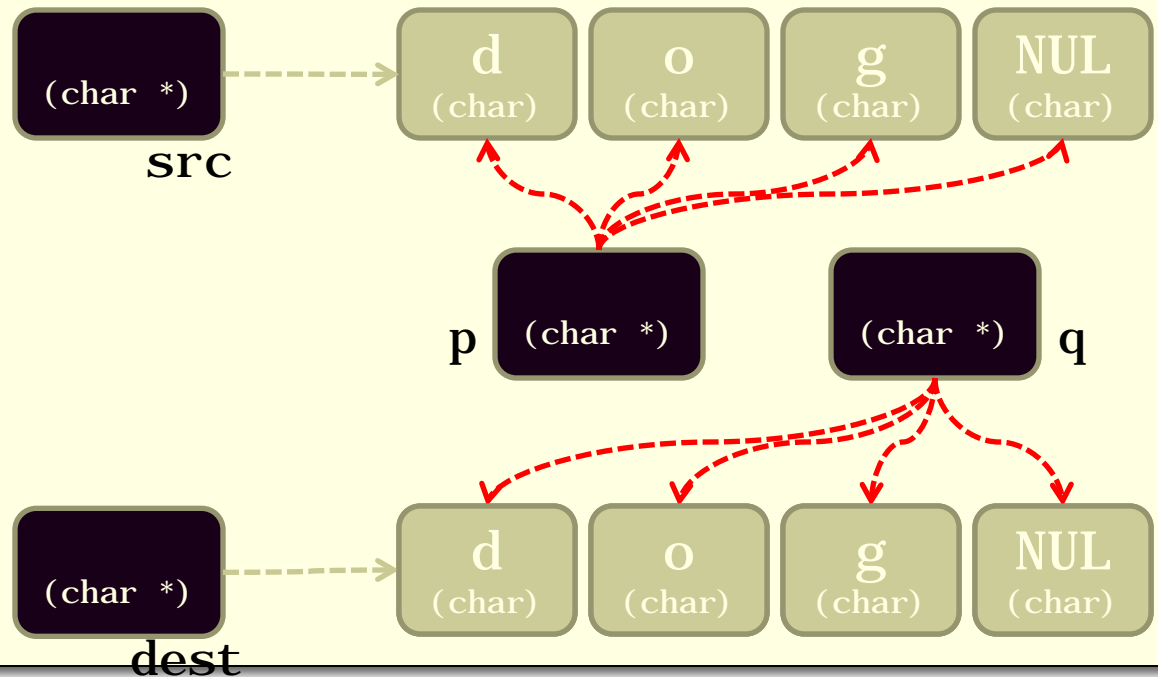 d o g NUL
(char *) (char) (char) (char) (char)
src
p (char *) (char *) q
d o g NUL
(char *) (char) (char) (char) (char)
dest